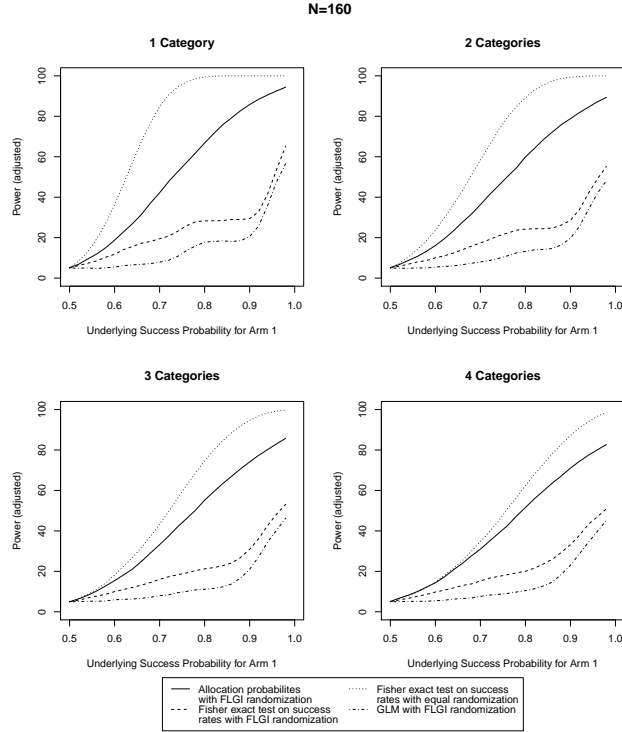 N=160
1 Category
2 Categories
Power (adjusted)
0 20 40 60 80 100
0.5 0.6 0.7 0.8 0.9 1.0
Underlying Success Probability for Arm 1
Power (adjusted)
0 20 40 60 80 100
0.5 0.6 0.7 0.8 0.9 1.0
Underlying Success Probability for Arm 1
3 Categories
4 Categories
Power (adjusted)
0 20 40 60 80 100
0.5 0.6 0.7 0.8 0.9 1.0
Underlying Success Probability for Arm 1
Power (adjusted)
0 20 40 60 80 100
0.5 0.6 0.7 0.8 0.9 1.0
Underlying Success Probability for Arm 1
Allocation probabilites
with FLGI randomization
Fisher exact test on success
rates with FLGI randomization
Fisher exact test on success
rates with equal randomization
GLM with FLGI randomization